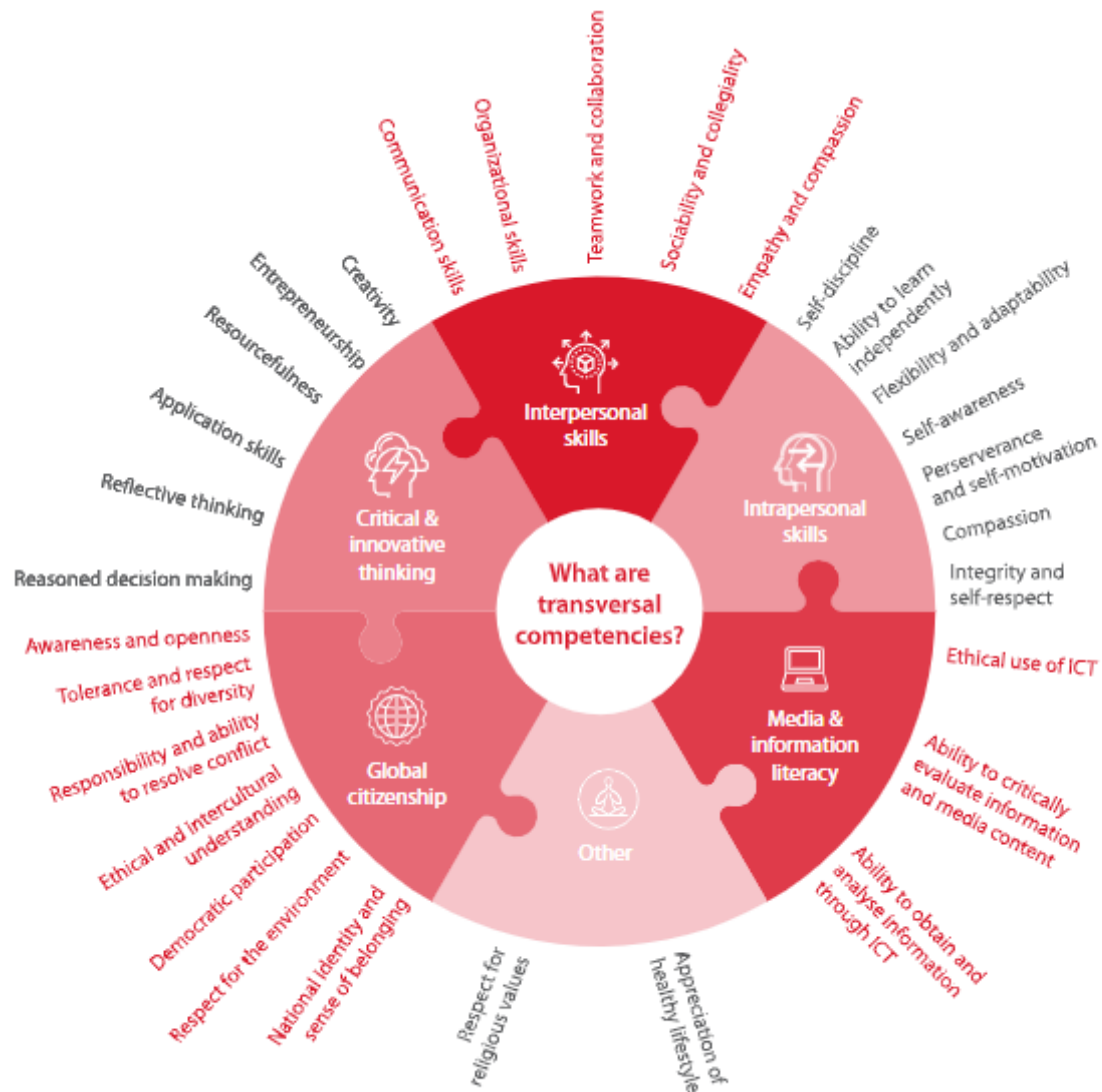 What are
transversal
competencies?
Interpersonal
skills
Communication skills
Organizational skills
Teamwork and collaboration
Sociability and collegiality
Empathy and compassion
Intrapersonal
skills
Self-discipline
Ability to learn
independently
Flexibility and adaptability
Self-awareness
Perserverance
and self-motivation
Compassion
Integrity and
self-respect
Media &
information
literacy
Ethical use of ICT
Ability to critically
evaluate information
and media content
Ability to obtain and
analyse information
through ICT
Other
Appreciation of
healthy lifestyle
Respect for
religious values
Global
citizenship
National identity and
sense of belonging
Respect for the environment
Democratic participation
Ethical and intercultural
understanding
Responsibility and ability
to resolve conflict
Tolerance and respect
for diversity
Awareness and openness
Critical &
innovative
thinking
Reasoned decision making
Reflective thinking
Application skills
Resourcefulness
Entrepreneurship
Creativity